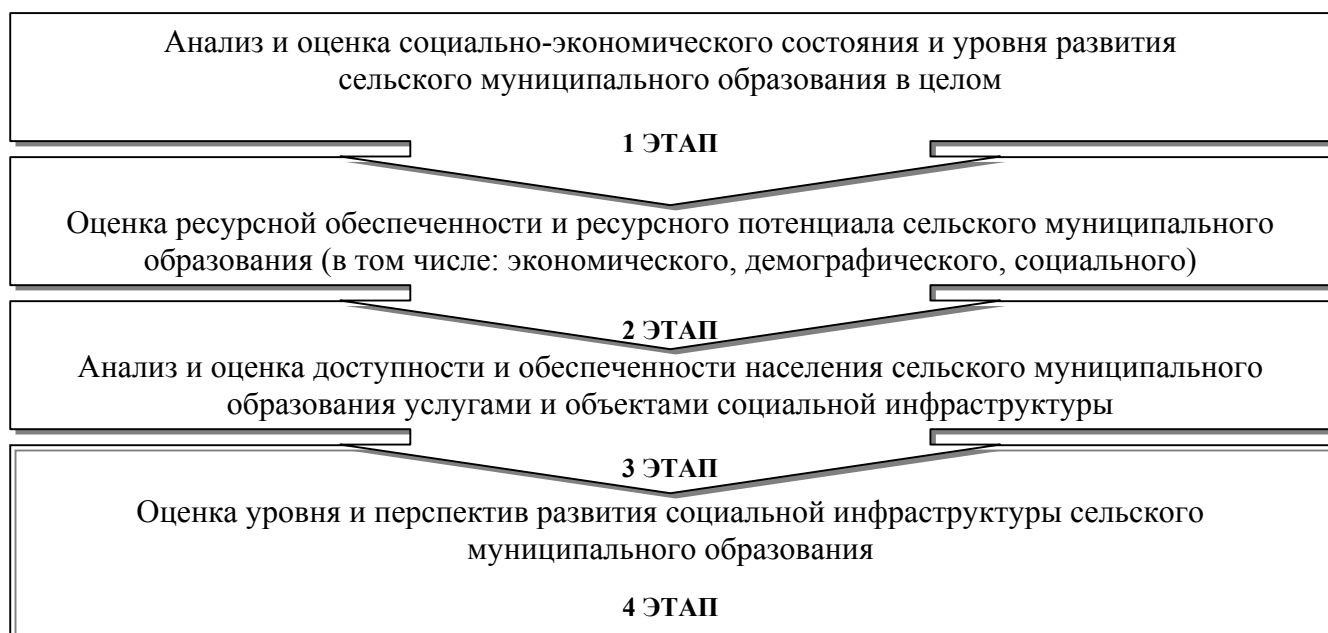 Анализ и оценка социально-экономического состояния и уровня развития
сельского муниципального образования в целом
1 ЭТАП
Оценка ресурсной обеспеченности и ресурсного потенциала сельского муниципального
образования (в том числе: экономического, демографического, социального)
2 ЭТАП
Анализ и оценка доступности и обеспеченности населения сельского муниципального
образования услугами и объектами социальной инфраструктуры
3 ЭТАП
Оценка уровня и перспектив развития социальной инфраструктуры сельского
муниципального образования
4 ЭТАП